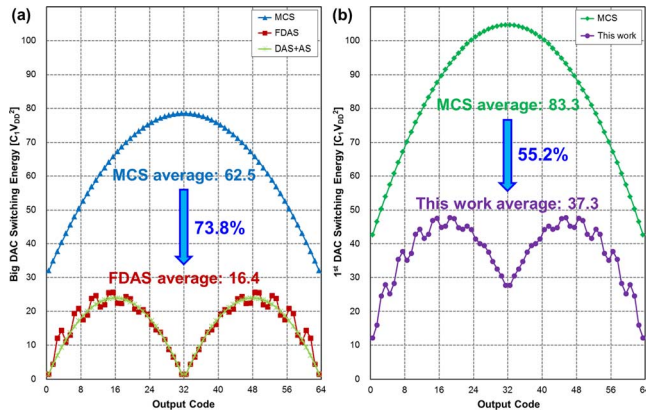 (a)
MCS
FDAS
DAS+AS
Big DAC Switching Energy [CᵣV_DD²]
100
90
80
70
60
50
40
30
20
10
0
MCS average: 62.5
73.8%
FDAS average: 16.4
0 8 16 24 32 40 48 56 64
Output Code
(b)
MCS
This work
1st DAC Switching Energy [CᵣV_DD²]
100
90
80
70
60
50
40
30
20
10
0
MCS average: 83.3
55.2%
This work average: 37.3
0 8 16 24 32 40 48 56 64
Output Code